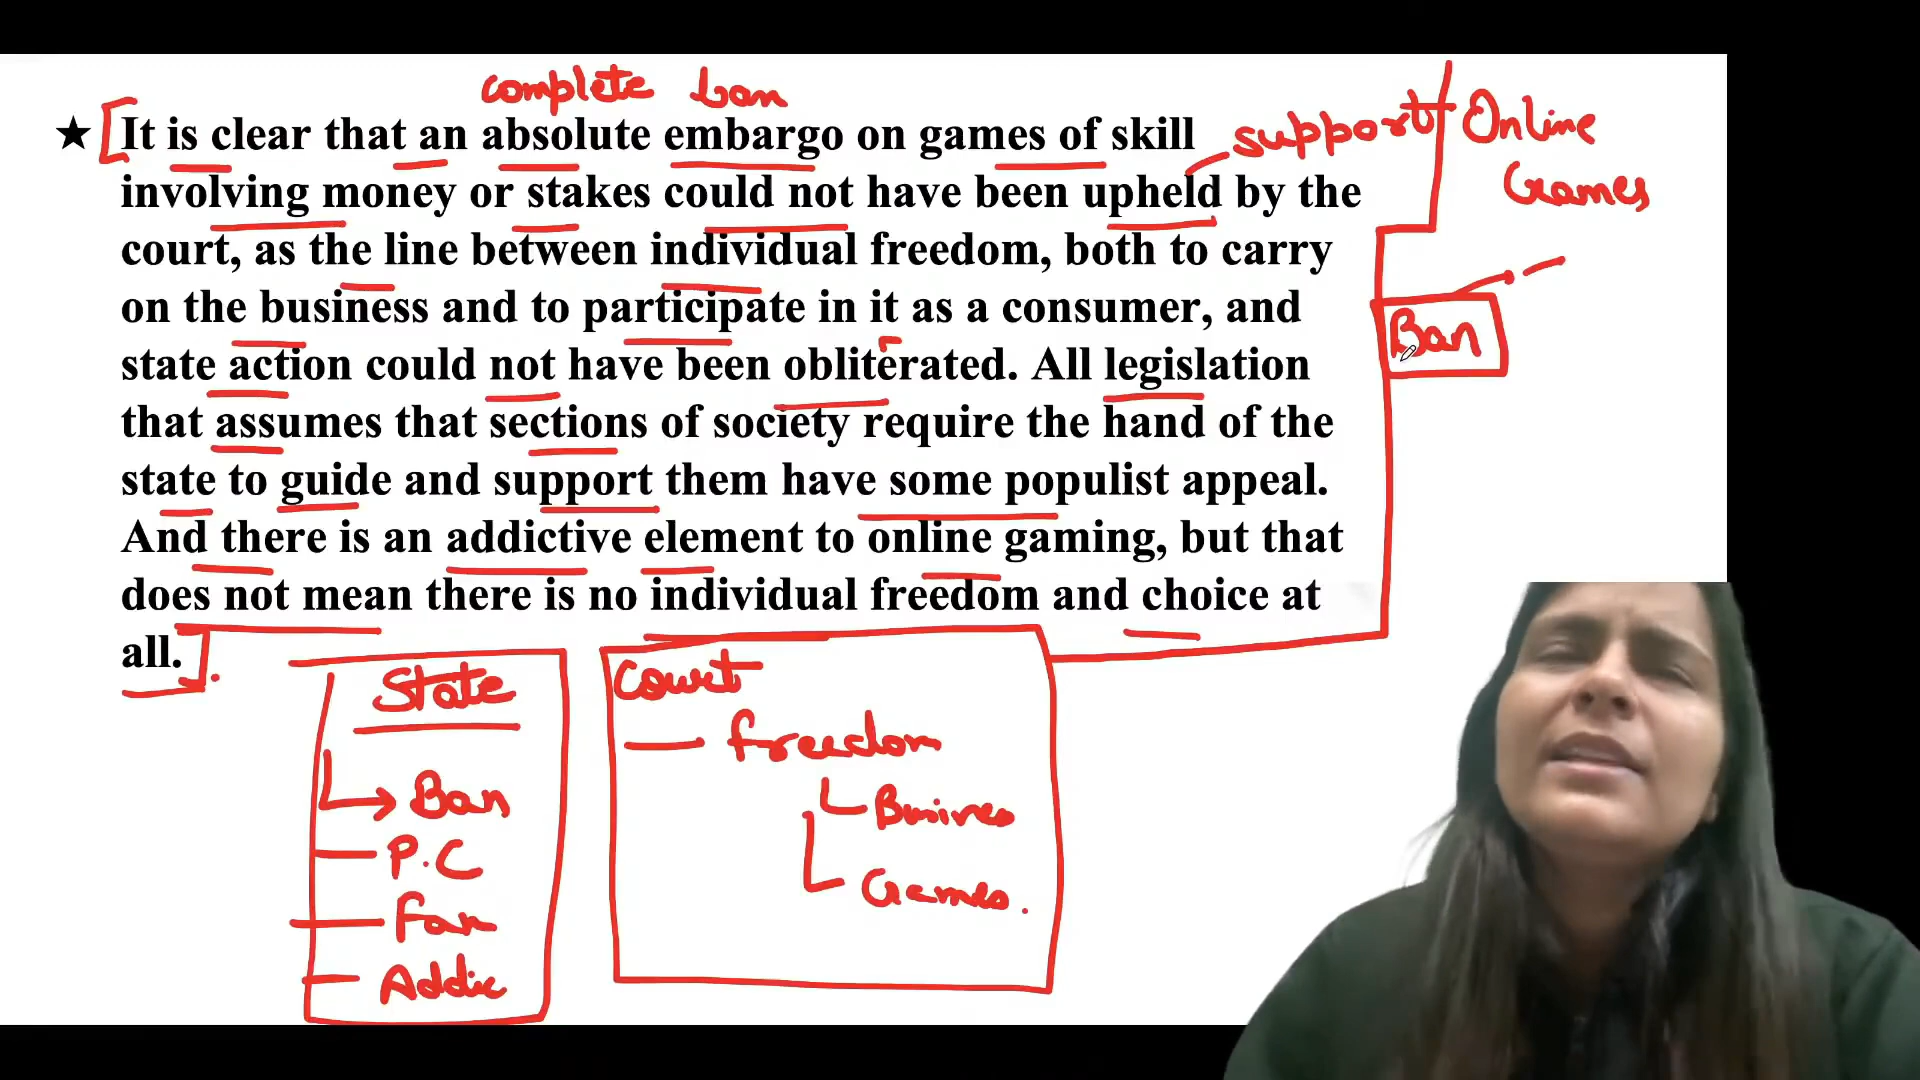 complete ban
★ [It is clear that an absolute embargo on games of skill
involving money or stakes could not have been upheld by the
court, as the line between individual freedom, both to carry
on the business and to participate in it as a consumer, and
state action could not have been obliterated. All legislation
that assumes that sections of society require the hand of the
state to guide and support them have some populist appeal.
And there is an addictive element to online gaming, but that
does not mean there is no individual freedom and choice at
all.].
support
Online
Games
Ban
State
Ban
P.C
Fan
Addic
Court
freedom
Busines
Games.